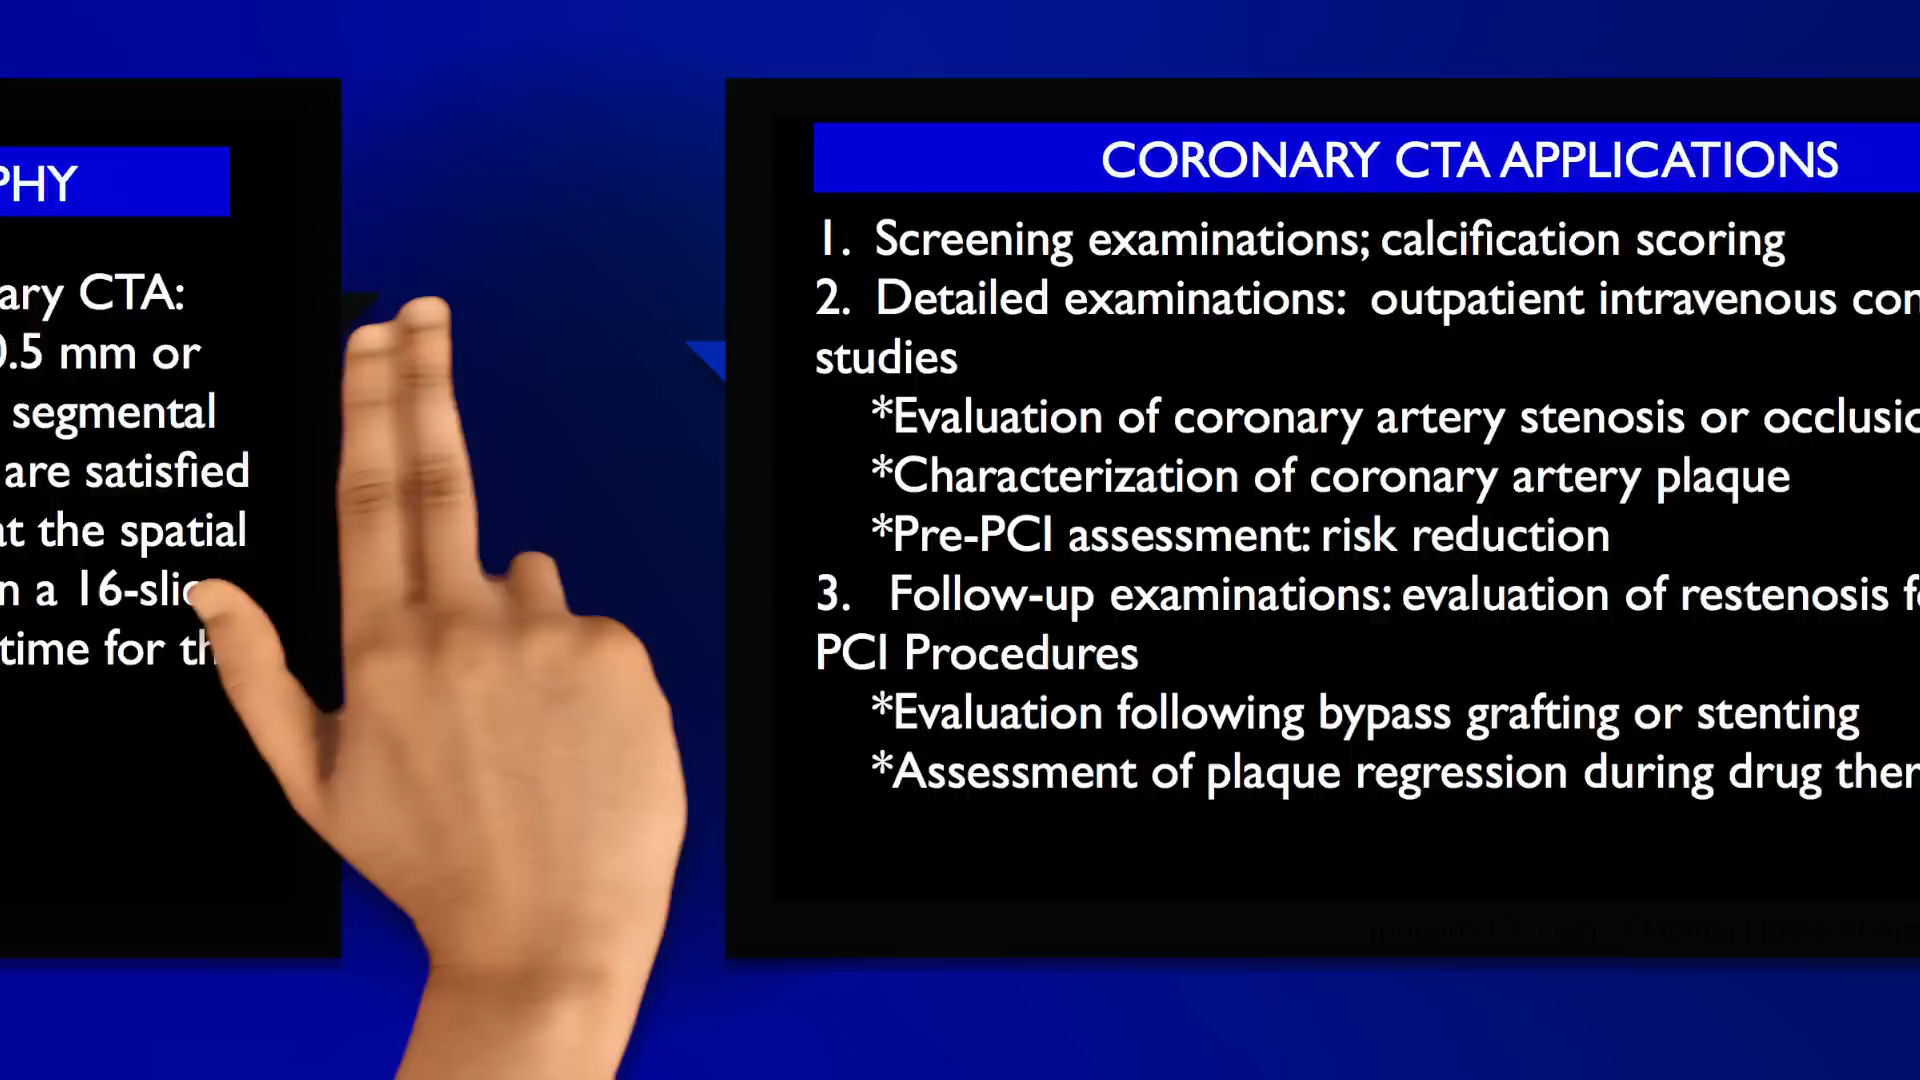 PHY
ary CTA:
0.5 mm or
segmental
are satisfied
at the spatial
n a 16-slic
time for th
CORONARY CTA APPLICATIONS
1. Screening examinations; calcification scoring
2. Detailed examinations: outpatient intravenous con
studies
*Evaluation of coronary artery stenosis or occlusio
*Characterization of coronary artery plaque
*Pre-PCI assessment: risk reduction
3. Follow-up examinations: evaluation of restenosis fo
PCI Procedures
*Evaluation following bypass grafting or stenting
*Assessment of plaque regression during drug ther